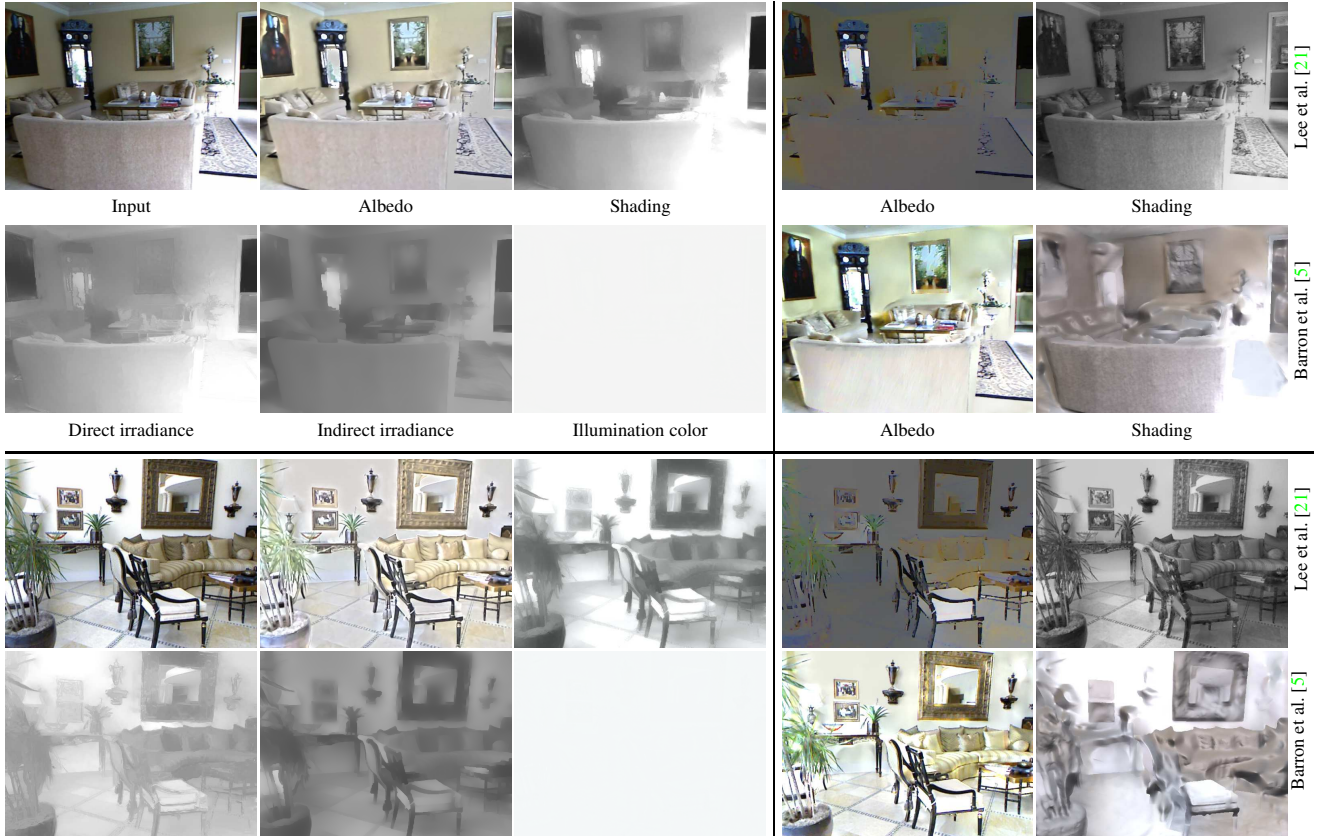 Input
Albedo
Shading
Albedo
Shading
Lee et al. [21]
Direct irradiance
Indirect irradiance
Illumination color
Albedo
Shading
Barron et al. [5]
Lee et al. [21]
Barron et al. [5]